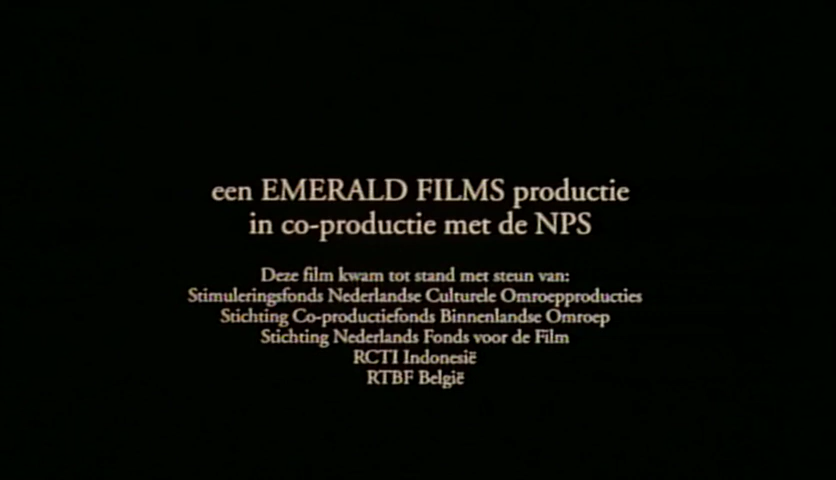 een EMERALD FILMS productie
in co-productie met de NPS
Deze film kwam tot stand met steun van:
Stimuleringsfonds Nederlandse Culturele Omroepproducties
Stichting Co-productiefonds Binnenlandse Omroep
Stichting Nederlands Fonds voor de Film
RCTI Indonesië
RTBF België